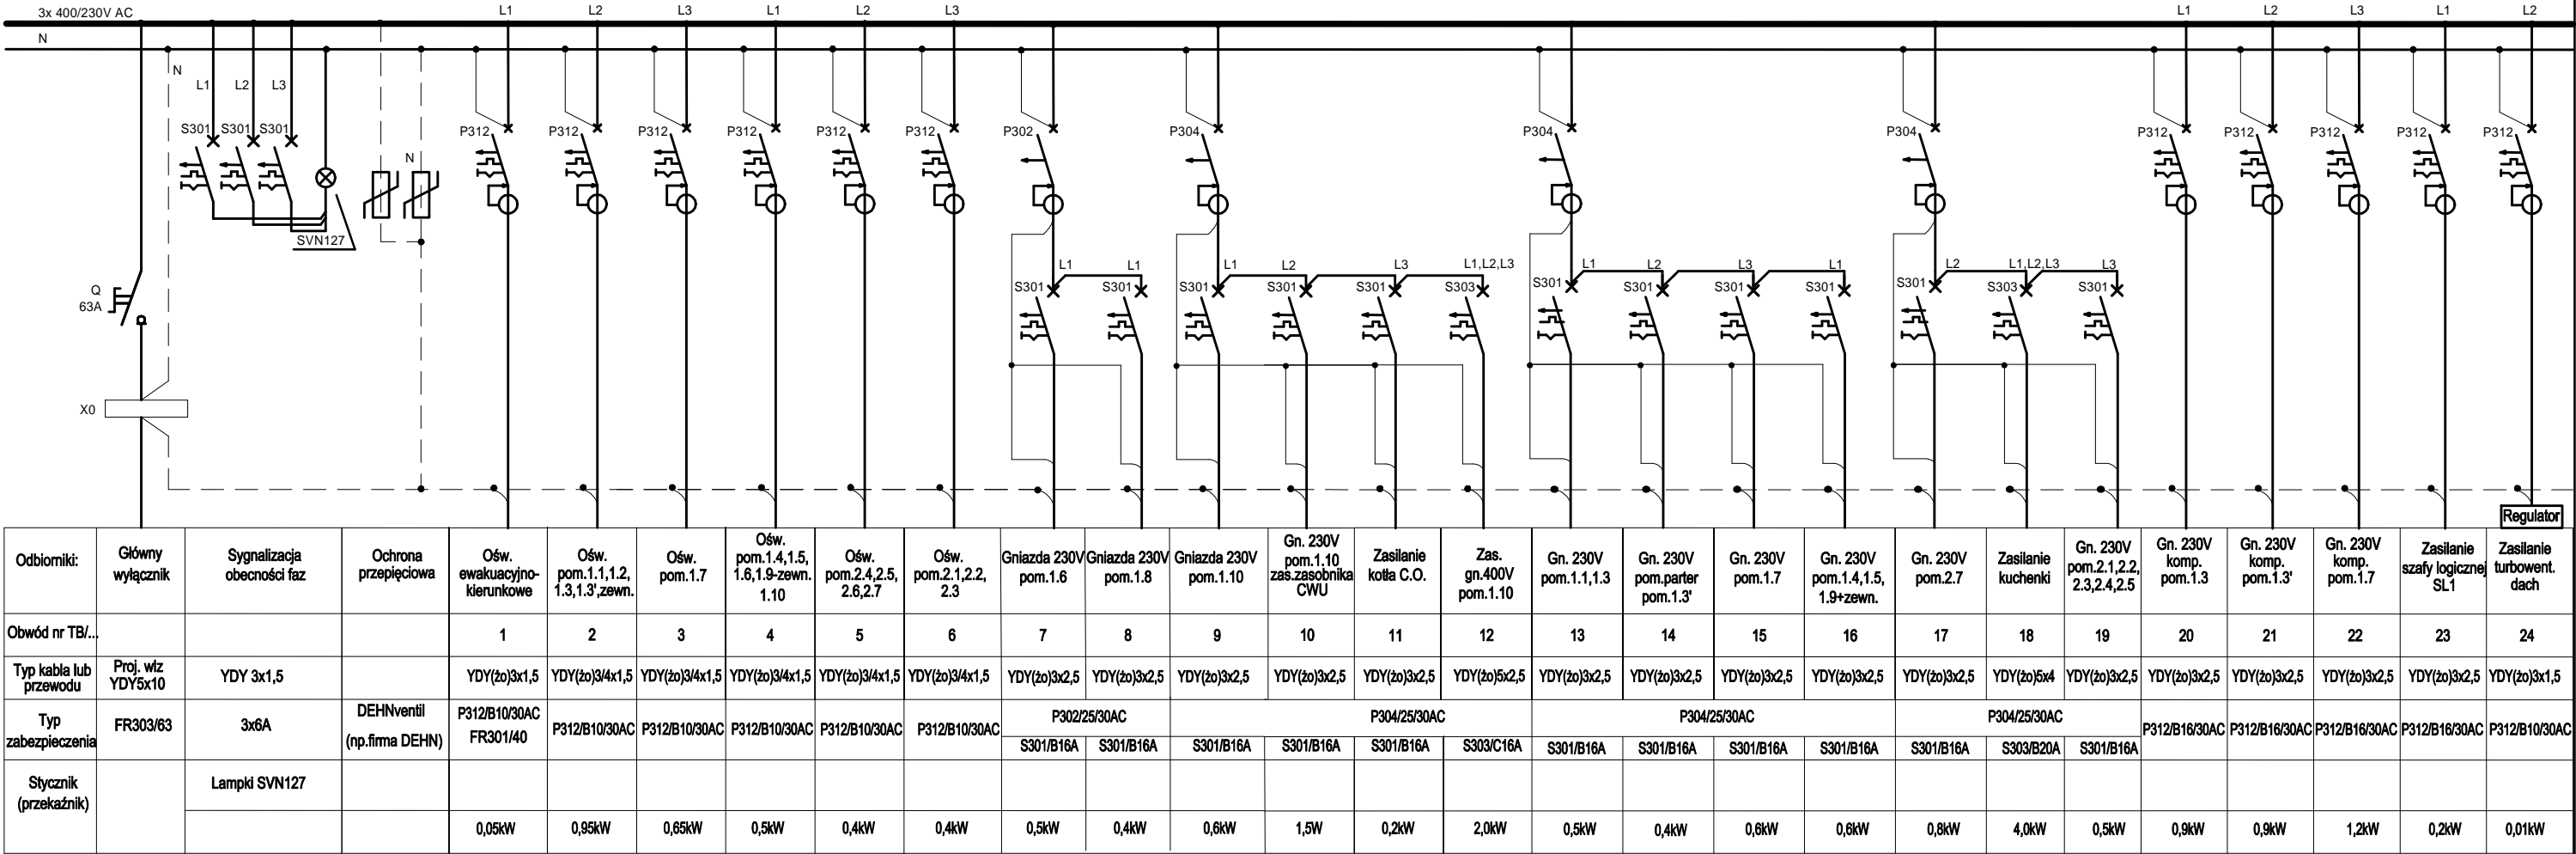 3x 400/230V AC
L1 L2 L3 L1 L2 L3 L1 L2 L3 L1 L2
N
N
L1 L2 L3
S301 S301 S301
N
P312 P312 P312 P312 P312 P312 P302 P304 P304 P304 P312 P312 P312 P312 P312
SVN127
L1 L1 L1 L2 L3 L1,L2,L3 L1 L2 L3 L1 L2 L1,L2,L3 L3
S301 S301 S301 S301 S301 S303 S301 S301 S301 S301 S301 S303 S301
Q
63A
X0
Regulator
Odbiorniki:
Główny
wyłącznik
Sygnalizacja
obecności faz
Ochrona
przepięciowa
Ośw.
ewakuacyjno-
kierunkowe
Ośw.
pom.1.1,1.2,
1.3,1.3',zewn.
Ośw.
pom.1.7
Ośw.
pom.1.4,1.5,
1.6,1.9-zewn.
1.10
Ośw.
pom.2.4,2.5,
2.6,2.7
Ośw.
pom.2.1,2.2,
2.3
Gniazda 230V
pom.1.6
Gniazda 230V
pom.1.8
Gniazda 230V
pom.1.10
Gn. 230V
pom.1.10
zas.zasobnika
CWU
Zasilanie
kotła C.O.
Zas.
gn.400V
pom.1.10
Gn. 230V
pom.1.1,1.3
Gn. 230V
pom.parter
pom.1.3'
Gn. 230V
pom.1.7
Gn. 230V
pom.1.4,1.5,
1.9+zewn.
Gn. 230V
pom.2.7
Zasilanie
kuchenki
Gn. 230V
pom.2.1,2.2,
2.3,2.4,2.5
Gn. 230V
komp.
pom.1.3
Gn. 230V
komp.
pom.1.3'
Gn. 230V
komp.
pom.1.7
Zasilanie
szafy logicznej
SL1
Zasilanie
turbowent.
dach
Obwód nr TB/... 1 2 3 4 5 6 7 8 9 10 11 12 13 14 15 16 17 18 19 20 21 22 23 24
Typ kabla lub
przewodu
Proj. wlz
YDY5x10
YDY 3x1,5 YDY(żo)3x1,5 YDY(żo)3/4x1,5 YDY(żo)3/4x1,5 YDY(żo)3/4x1,5 YDY(żo)3/4x1,5 YDY(żo)3/4x1,5 YDY(żo)3x2,5 YDY(żo)3x2,5 YDY(żo)3x2,5 YDY(żo)3x2,5 YDY(żo)3x2,5 YDY(żo)5x2,5 YDY(żo)3x2,5 YDY(żo)3x2,5 YDY(żo)3x2,5 YDY(żo)3x2,5 YDY(żo)3x2,5 YDY(żo)5x4 YDY(żo)3x2,5 YDY(żo)3x2,5 YDY(żo)3x2,5 YDY(żo)3x2,5 YDY(żo)3x2,5 YDY(żo)3x1,5
Typ
zabezpieczenia
FR303/63
3x6A
DEHNventil
(np.firma DEHN)
P312/B10/30AC
FR301/40
P312/B10/30AC P312/B10/30AC P312/B10/30AC P312/B10/30AC P312/B10/30AC
P302/25/30AC P304/25/30AC P304/25/30AC P304/25/30AC
S301/B16A S301/B16A S301/B16A S301/B16A S301/B16A S303/C16A S301/B16A S301/B16A S301/B16A S301/B16A S301/B16A S303/B20A S301/B16A
P312/B16/30AC P312/B16/30AC P312/B16/30AC P312/B16/30AC P312/B10/30AC
Stycznik
(przekaźnik)
Lampki SVN127
0,05kW 0,95kW 0,65kW 0,5kW 0,4kW 0,4kW 0,5kW 0,4kW 0,6kW 1,5W 0,2kW 2,0kW 0,5kW 0,4kW 0,6kW 0,6kW 0,8kW 4,0kW 0,5kW 0,9kW 0,9kW 1,2kW 0,2kW 0,01kW